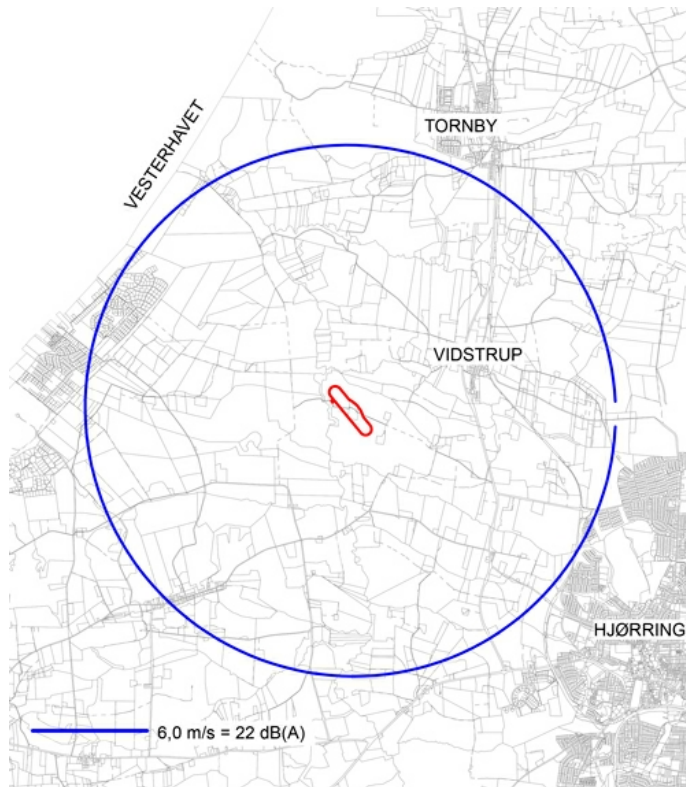 TORNBY
VESTERHAVET
VIDSTRUP
HJØRRING
6,0 m/s = 22 dB(A)